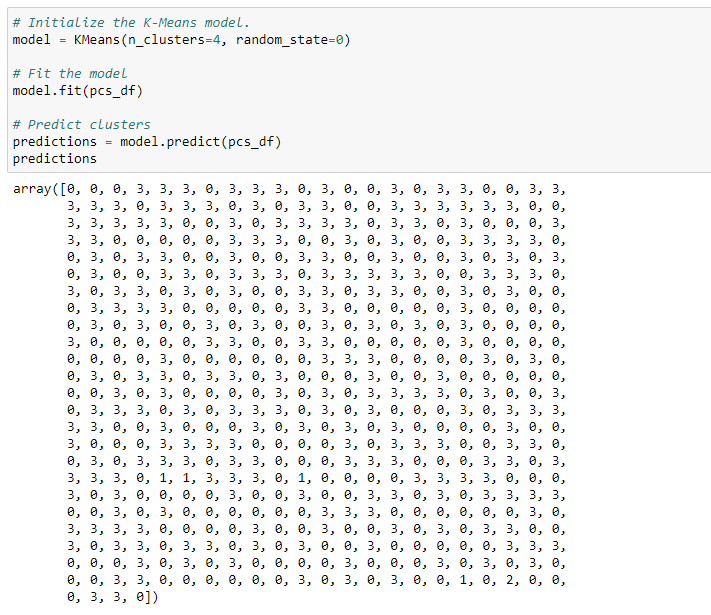 # Initialize the K-Means model.
model = KMeans(n_clusters=4, random_state=0)
# Fit the model
model.fit(pcs_df)
# Predict clusters
predictions = model.predict(pcs_df)
predictions
array([0, 0, 0, 3, 3, 3, 0, 3, 3, 3, 0, 3, 0, 0, 3, 0, 3, 3, 0, 0, 3, 3,
3, 3, 3, 0, 3, 3, 3, 0, 3, 0, 3, 3, 0, 0, 3, 3, 3, 3, 3, 3, 0, 0,
3, 3, 3, 3, 3, 0, 0, 3, 0, 3, 3, 3, 3, 0, 3, 3, 0, 3, 0, 0, 0, 3,
3, 3, 0, 0, 0, 0, 0, 3, 3, 3, 0, 0, 3, 0, 3, 0, 0, 3, 3, 3, 3, 0,
0, 3, 0, 3, 3, 0, 0, 3, 0, 0, 3, 3, 0, 0, 3, 0, 0, 3, 0, 3, 0, 3,
0, 3, 0, 0, 3, 3, 0, 3, 3, 3, 0, 3, 3, 3, 3, 3, 0, 0, 3, 3, 3, 0,
3, 0, 3, 3, 0, 3, 0, 3, 0, 0, 3, 3, 0, 3, 3, 0, 0, 3, 0, 3, 0, 0,
0, 3, 3, 3, 3, 0, 0, 0, 0, 0, 3, 3, 0, 0, 0, 0, 0, 3, 0, 0, 0, 0,
0, 3, 0, 3, 0, 0, 3, 0, 3, 0, 0, 3, 0, 3, 0, 3, 0, 3, 0, 0, 0, 0,
3, 0, 0, 0, 0, 0, 3, 3, 0, 0, 3, 3, 0, 0, 0, 0, 0, 3, 0, 0, 0, 0,
0, 0, 0, 0, 3, 0, 0, 0, 0, 0, 0, 3, 3, 3, 0, 0, 0, 0, 3, 0, 3, 0,
0, 3, 0, 3, 3, 0, 3, 3, 0, 3, 0, 0, 0, 3, 0, 0, 3, 0, 0, 0, 0, 0,
0, 0, 3, 0, 3, 0, 0, 0, 0, 3, 0, 3, 0, 3, 3, 3, 3, 0, 3, 0, 0, 3,
0, 3, 3, 3, 0, 3, 0, 3, 3, 3, 0, 3, 0, 3, 0, 0, 0, 3, 0, 3, 3, 3,
3, 3, 0, 0, 3, 0, 0, 0, 3, 0, 3, 0, 3, 0, 3, 0, 0, 0, 0, 3, 0, 0,
3, 0, 0, 0, 3, 3, 3, 3, 0, 0, 0, 0, 3, 0, 3, 3, 3, 0, 0, 3, 3, 0,
0, 3, 0, 3, 3, 3, 0, 3, 3, 0, 0, 0, 3, 3, 3, 0, 0, 0, 3, 3, 0, 3,
3, 3, 3, 0, 1, 1, 3, 3, 3, 0, 1, 0, 0, 0, 0, 3, 3, 3, 3, 0, 0, 0,
3, 0, 3, 0, 0, 0, 0, 3, 0, 0, 3, 0, 0, 3, 3, 0, 3, 0, 3, 3, 3, 3,
0, 0, 3, 0, 3, 0, 0, 0, 0, 0, 0, 3, 3, 3, 0, 0, 0, 0, 0, 0, 3, 0,
3, 3, 3, 3, 0, 0, 0, 0, 3, 0, 0, 3, 0, 0, 3, 0, 3, 0, 3, 3, 0, 0,
3, 0, 3, 3, 0, 3, 3, 0, 3, 0, 3, 0, 0, 3, 0, 0, 0, 0, 0, 3, 3, 3,
0, 0, 0, 3, 0, 3, 0, 3, 0, 0, 0, 0, 3, 0, 0, 0, 3, 0, 3, 0, 3, 0,
0, 0, 3, 3, 0, 0, 0, 0, 0, 0, 3, 0, 3, 0, 3, 0, 0, 1, 0, 2, 0, 0,
0, 3, 3, 0])